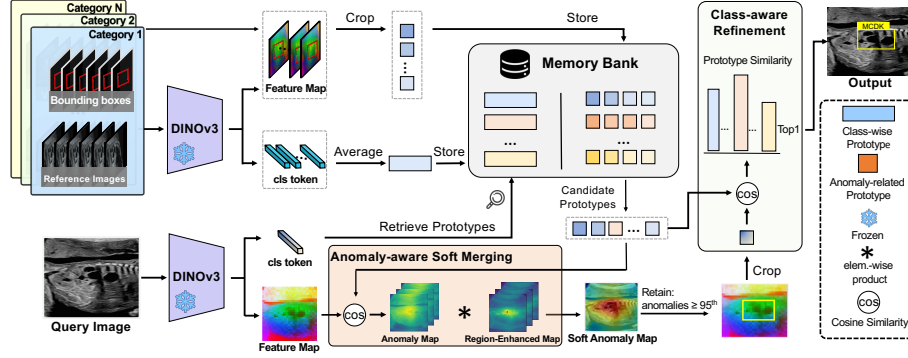 Category N
Category 2
Category 1
Bounding boxes
Reference Images
DINOv3
Crop
Feature Map
Store
cls token
Average
Store
Memory Bank
...
...
Retrieve Prototypes
Candidate
Prototypes
...
Class-aware
Refinement
Prototype Similarity
...
...
Top1
COS
Crop
MCDK
Output
Class-wise
Prototype
Anomaly-related
Prototype
Frozen
*
elem.-wise
product
COS
Cosine Similarity
Query Image
DINOv3
cls token
Feature Map
Anomaly-aware Soft Merging
COS
Anomaly Map
*
Region-Enhanced Map
Soft Anomaly Map
Retain:
anomalies ≥ 95th